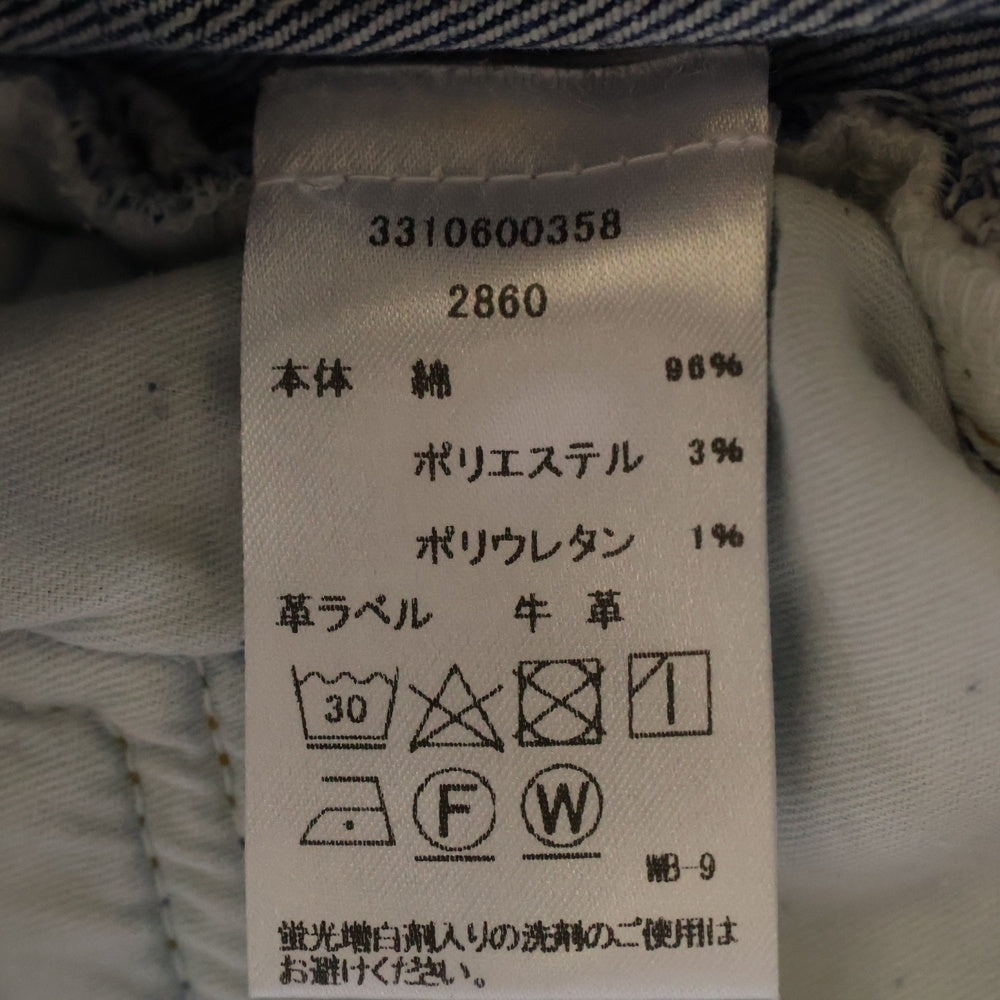 3310600358
2860
本体 綿 96%
ポリエステル 3%
ポリウレタン 1%
革ラベル 牛革
30
F W
WB-9
蛍光増白剤入りの洗剤のご使用は
お避けください。